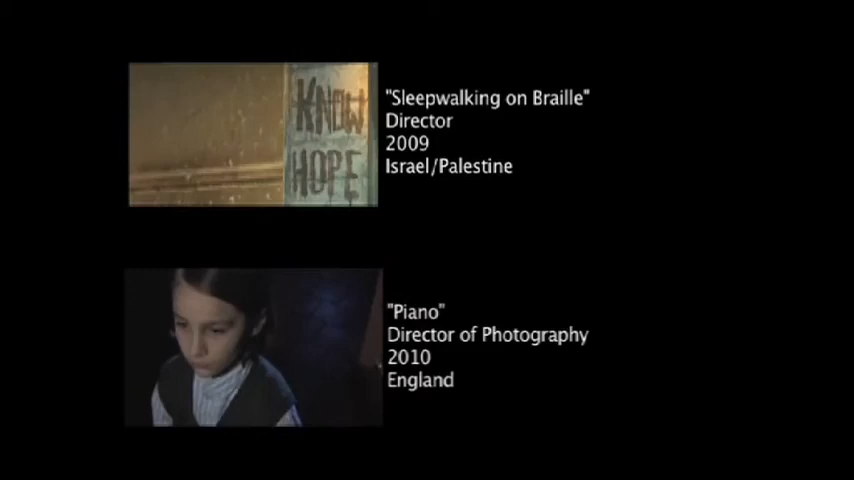 KNOW
HOPE
"Sleepwalking on Braille"
Director
2009
Israel/Palestine
"Piano"
Director of Photography
2010
England